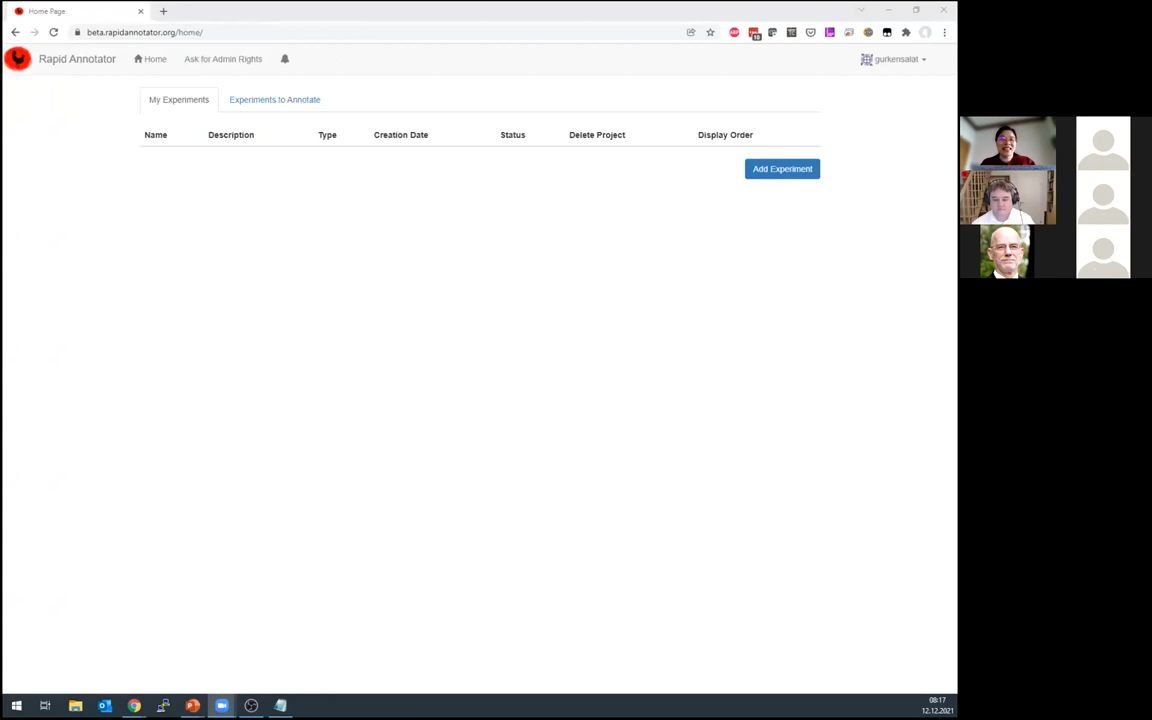 Home Page
beta.rapidannotator.org/home/
10
Rapid Annotator
Home
Ask for Admin Rights
gurkensalat
My Experiments
Experiments to Annotate
Name Description Type Creation Date Status Delete Project Display Order
Add Experiment
08:17
12.12.2021